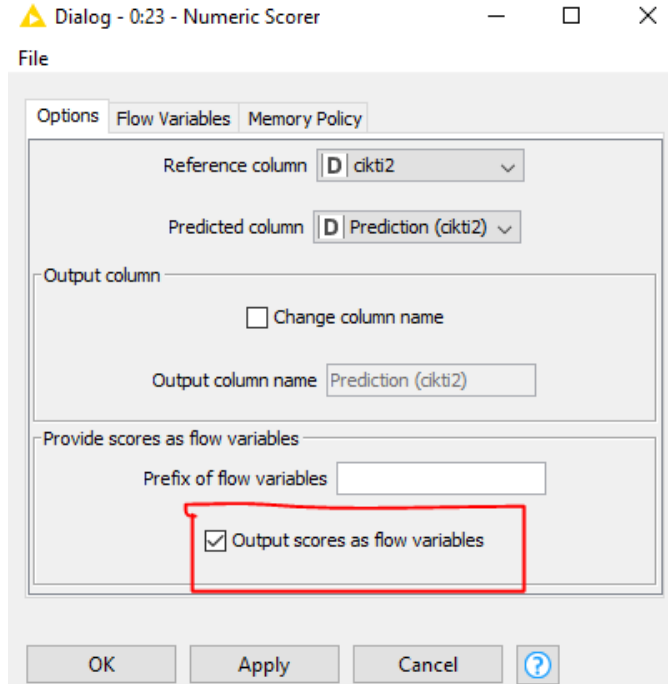 Dialog - 0:23 - Numeric Scorer
File
Options Flow Variables Memory Policy
Reference column D cikti2
Predicted column D Prediction (cikti2)
Output column
Change column name
Output column name Prediction (cikti2)
Provide scores as flow variables
Prefix of flow variables
Output scores as flow variables
OK Apply Cancel ?